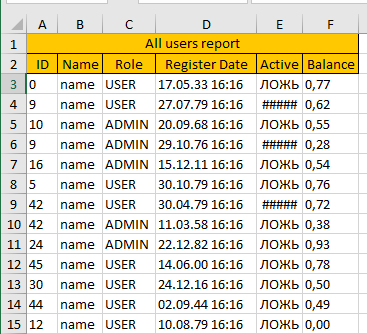 A B C D E F
1 All users report
2 ID Name Role Register Date Active Balance
3 0 name USER 17.05.33 16:16 ЛОЖЬ 0,77
4 9 name USER 27.07.79 16:16 ##### 0,62
5 10 name ADMIN 20.09.68 16:16 ЛОЖЬ 0,55
6 9 name ADMIN 29.10.76 16:16 ##### 0,28
7 16 name ADMIN 15.12.11 16:16 ЛОЖЬ 0,54
8 5 name USER 30.10.79 16:16 ЛОЖЬ 0,76
9 42 name USER 30.04.79 16:16 ##### 0,72
10 42 name ADMIN 11.03.58 16:16 ЛОЖЬ 0,38
11 24 name ADMIN 22.12.82 16:16 ЛОЖЬ 0,93
12 45 name USER 14.06.00 16:16 ЛОЖЬ 0,78
13 30 name USER 24.12.16 16:16 ЛОЖЬ 0,50
14 44 name USER 02.09.44 16:16 ЛОЖЬ 0,49
15 12 name USER 10.08.79 16:16 ЛОЖЬ 0,00